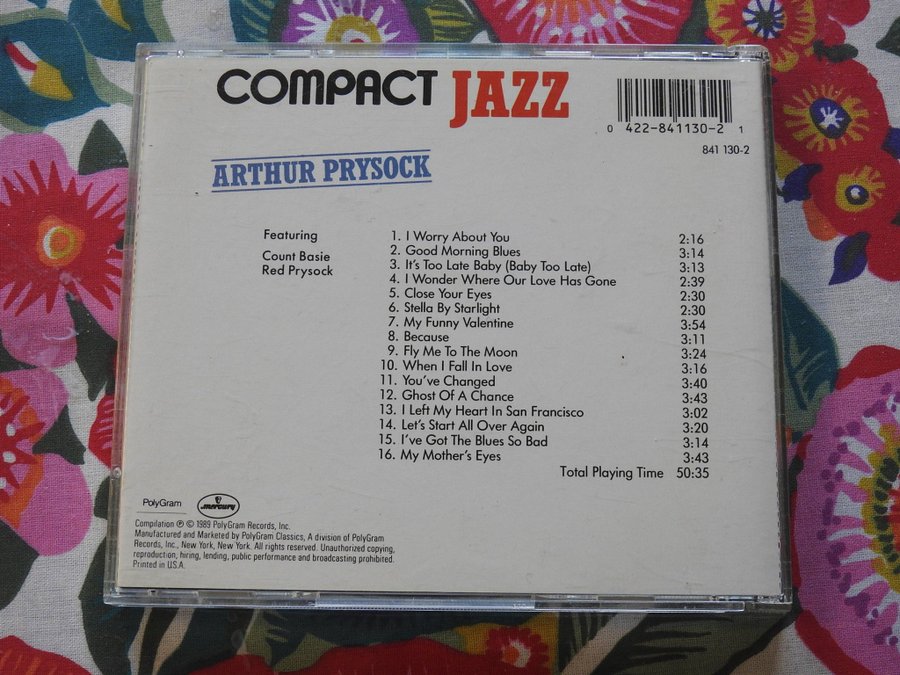 COMPACT JAZZ
0 422-841130-2 1
841 130-2
ARTHUR PRYSOCK
Featuring
Count Basie
Red Prysock
1. I Worry About You 2:16
2. Good Morning Blues 3:14
3. It's Too Late Baby (Baby Too Late) 3:13
4. I Wonder Where Our Love Has Gone 2:39
5. Close Your Eyes 2:30
6. Stella By Starlight 2:30
7. My Funny Valentine 3:54
8. Because 3:11
9. Fly Me To The Moon 3:24
10. When I Fall In Love 3:16
11. You've Changed 3:40
12. Ghost Of A Chance 3:43
13. I Left My Heart In San Francisco 3:02
14. Let's Start All Over Again 3:20
15. I've Got The Blues So Bad 3:14
16. My Mother's Eyes 3:43
Total Playing Time 50:35
PolyGram mercury
Compilation ℗ © 1989 PolyGram Records, Inc.
Manufactured and Marketed by PolyGram Classics, A division of PolyGram
Records, Inc., New York, New York. All rights reserved. Unauthorized copying,
reproduction, hiring, lending, public performance and broadcasting prohibited.
Printed in U.S.A.